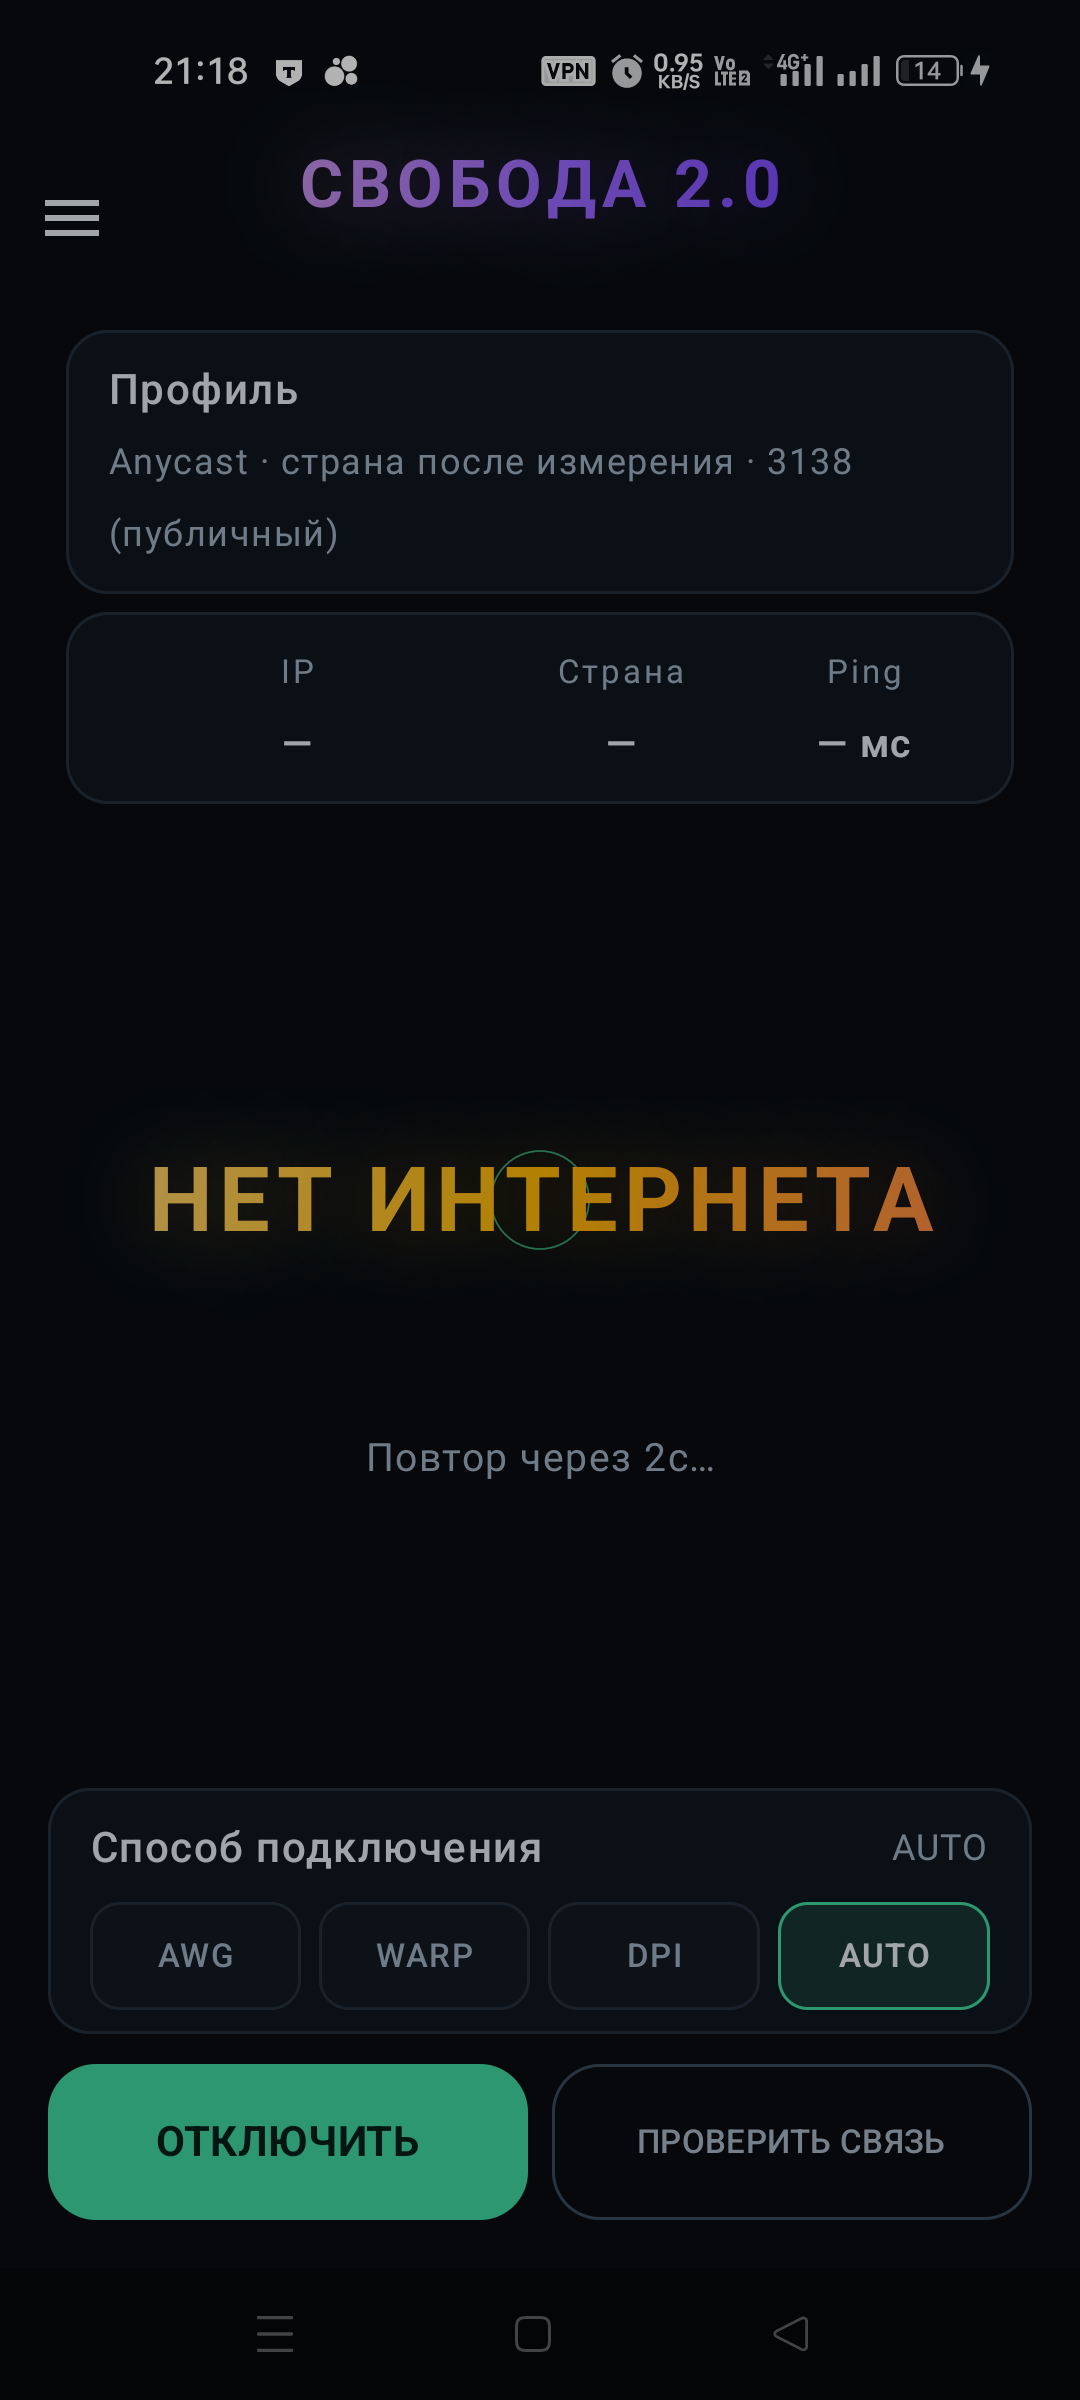 21:18 VPN 0.95 KB/S Vo LTE 2 4G+ 14
СВОБОДА 2.0
Профиль
Anycast · страна после измерения · 3138
(публичный)
IP Страна Ping
— — — мс
НЕТ ИНТЕРНЕТА
Повтор через 2с...
Способ подключения AUTO
AWG WARP DPI AUTO
ОТКЛЮЧИТЬ ПРОВЕРИТЬ СВЯЗЬ